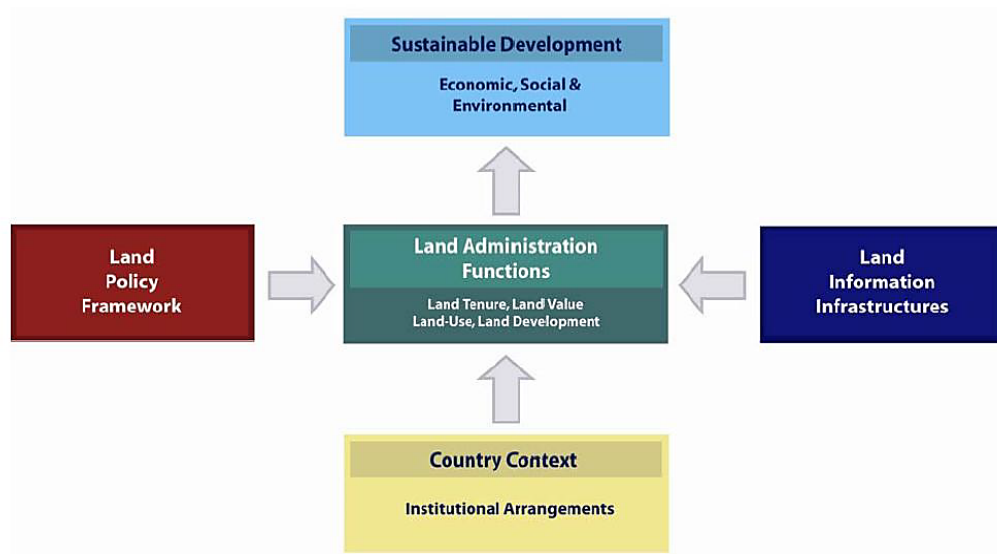 Sustainable Development
Economic, Social &
Environmental
Land
Policy
Framework
Land Administration
Functions
Land Tenure, Land Value
Land-Use, Land Development
Land
Information
Infrastructures
Country Context
Institutional Arrangements